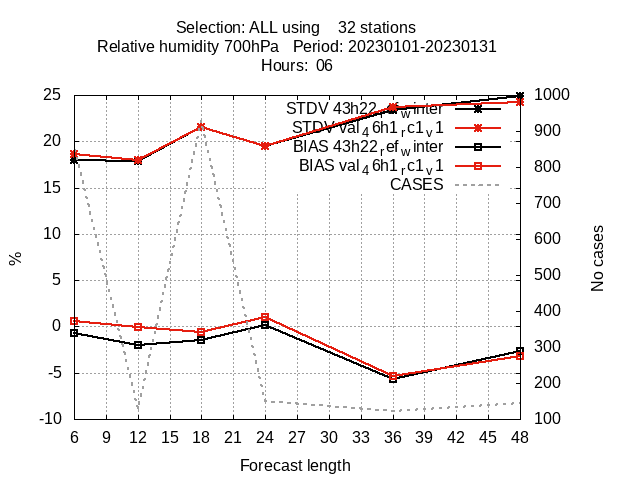 Selection: ALL using 32 stations
Relative humidity 700hPa Period: 20230101-20230131
Hours: 06
25 1000
STDV 43h22_ref_winter
STDV val_46h1_rc1_v1
BIAS 43h22_ref_winter
BIAS val_46h1_rc1_v1
CASES
20
15
10
5
0
-5
-10
%
900
800
700
600
500
400
300
200
100
No cases
6 9 12 15 18 21 24 27 30 33 36 39 42 45 48
Forecast length